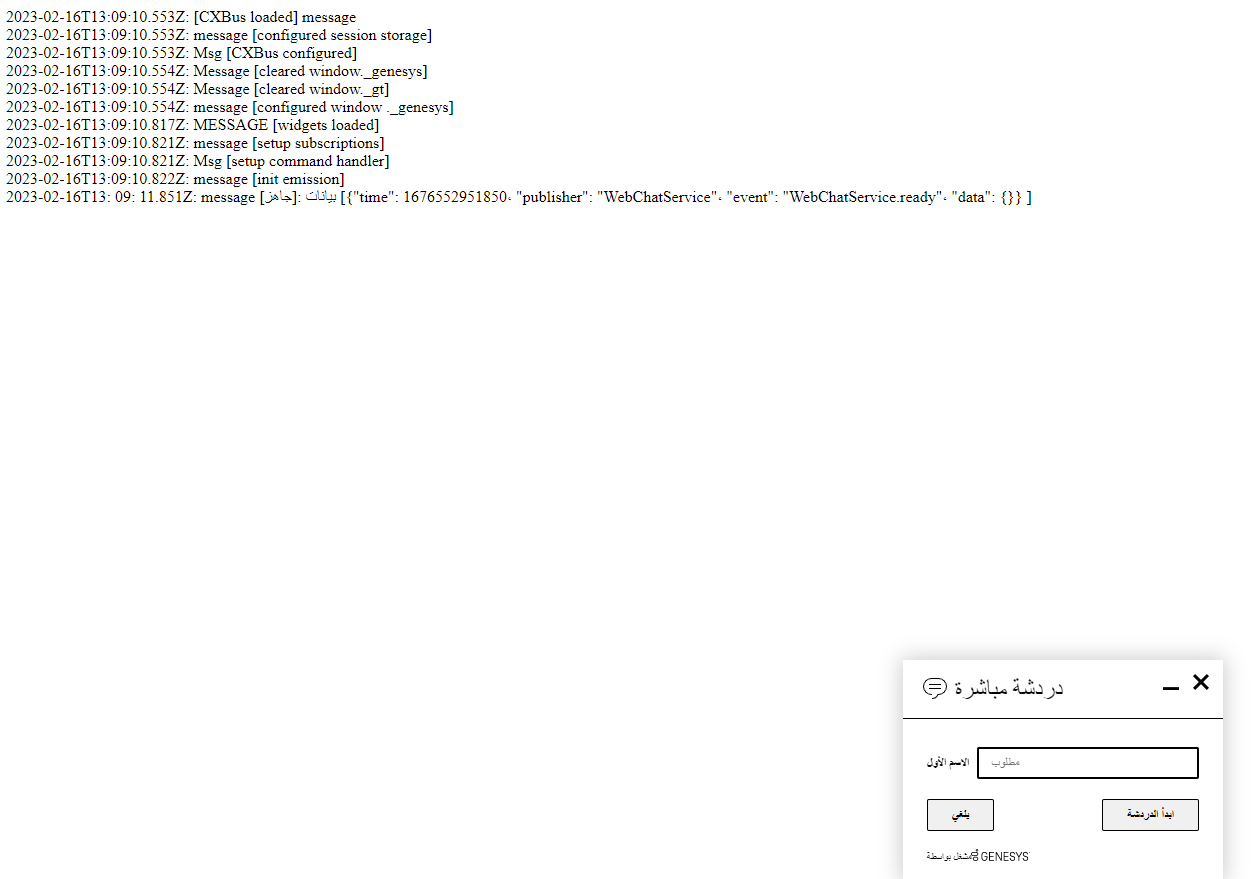 2023-02-16T13:09:10.553Z: [CXBus loaded] message
2023-02-16T13:09:10.553Z: message [configured session storage]
2023-02-16T13:09:10.553Z: Msg [CXBus configured]
2023-02-16T13:09:10.554Z: Message [cleared window._genesys]
2023-02-16T13:09:10.554Z: Message [cleared window._gt]
2023-02-16T13:09:10.554Z: message [configured window ._genesys]
2023-02-16T13:09:10.817Z: MESSAGE [widgets loaded]
2023-02-16T13:09:10.821Z: message [setup subscriptions]
2023-02-16T13:09:10.821Z: Msg [setup command handler]
2023-02-16T13:09:10.822Z: message [init emission]
2023-02-16T13: 09: 11.851Z: message [جاهز]: بيانات [{"time": 1676552951850، "publisher": "WebChatService"، "event": "WebChatService.ready"، "data": {}} ]
دردشة مباشرة
الاسم الأول مطلوب
يلغي ابدأ الدردشة
مشغل بواسطة GENESYS